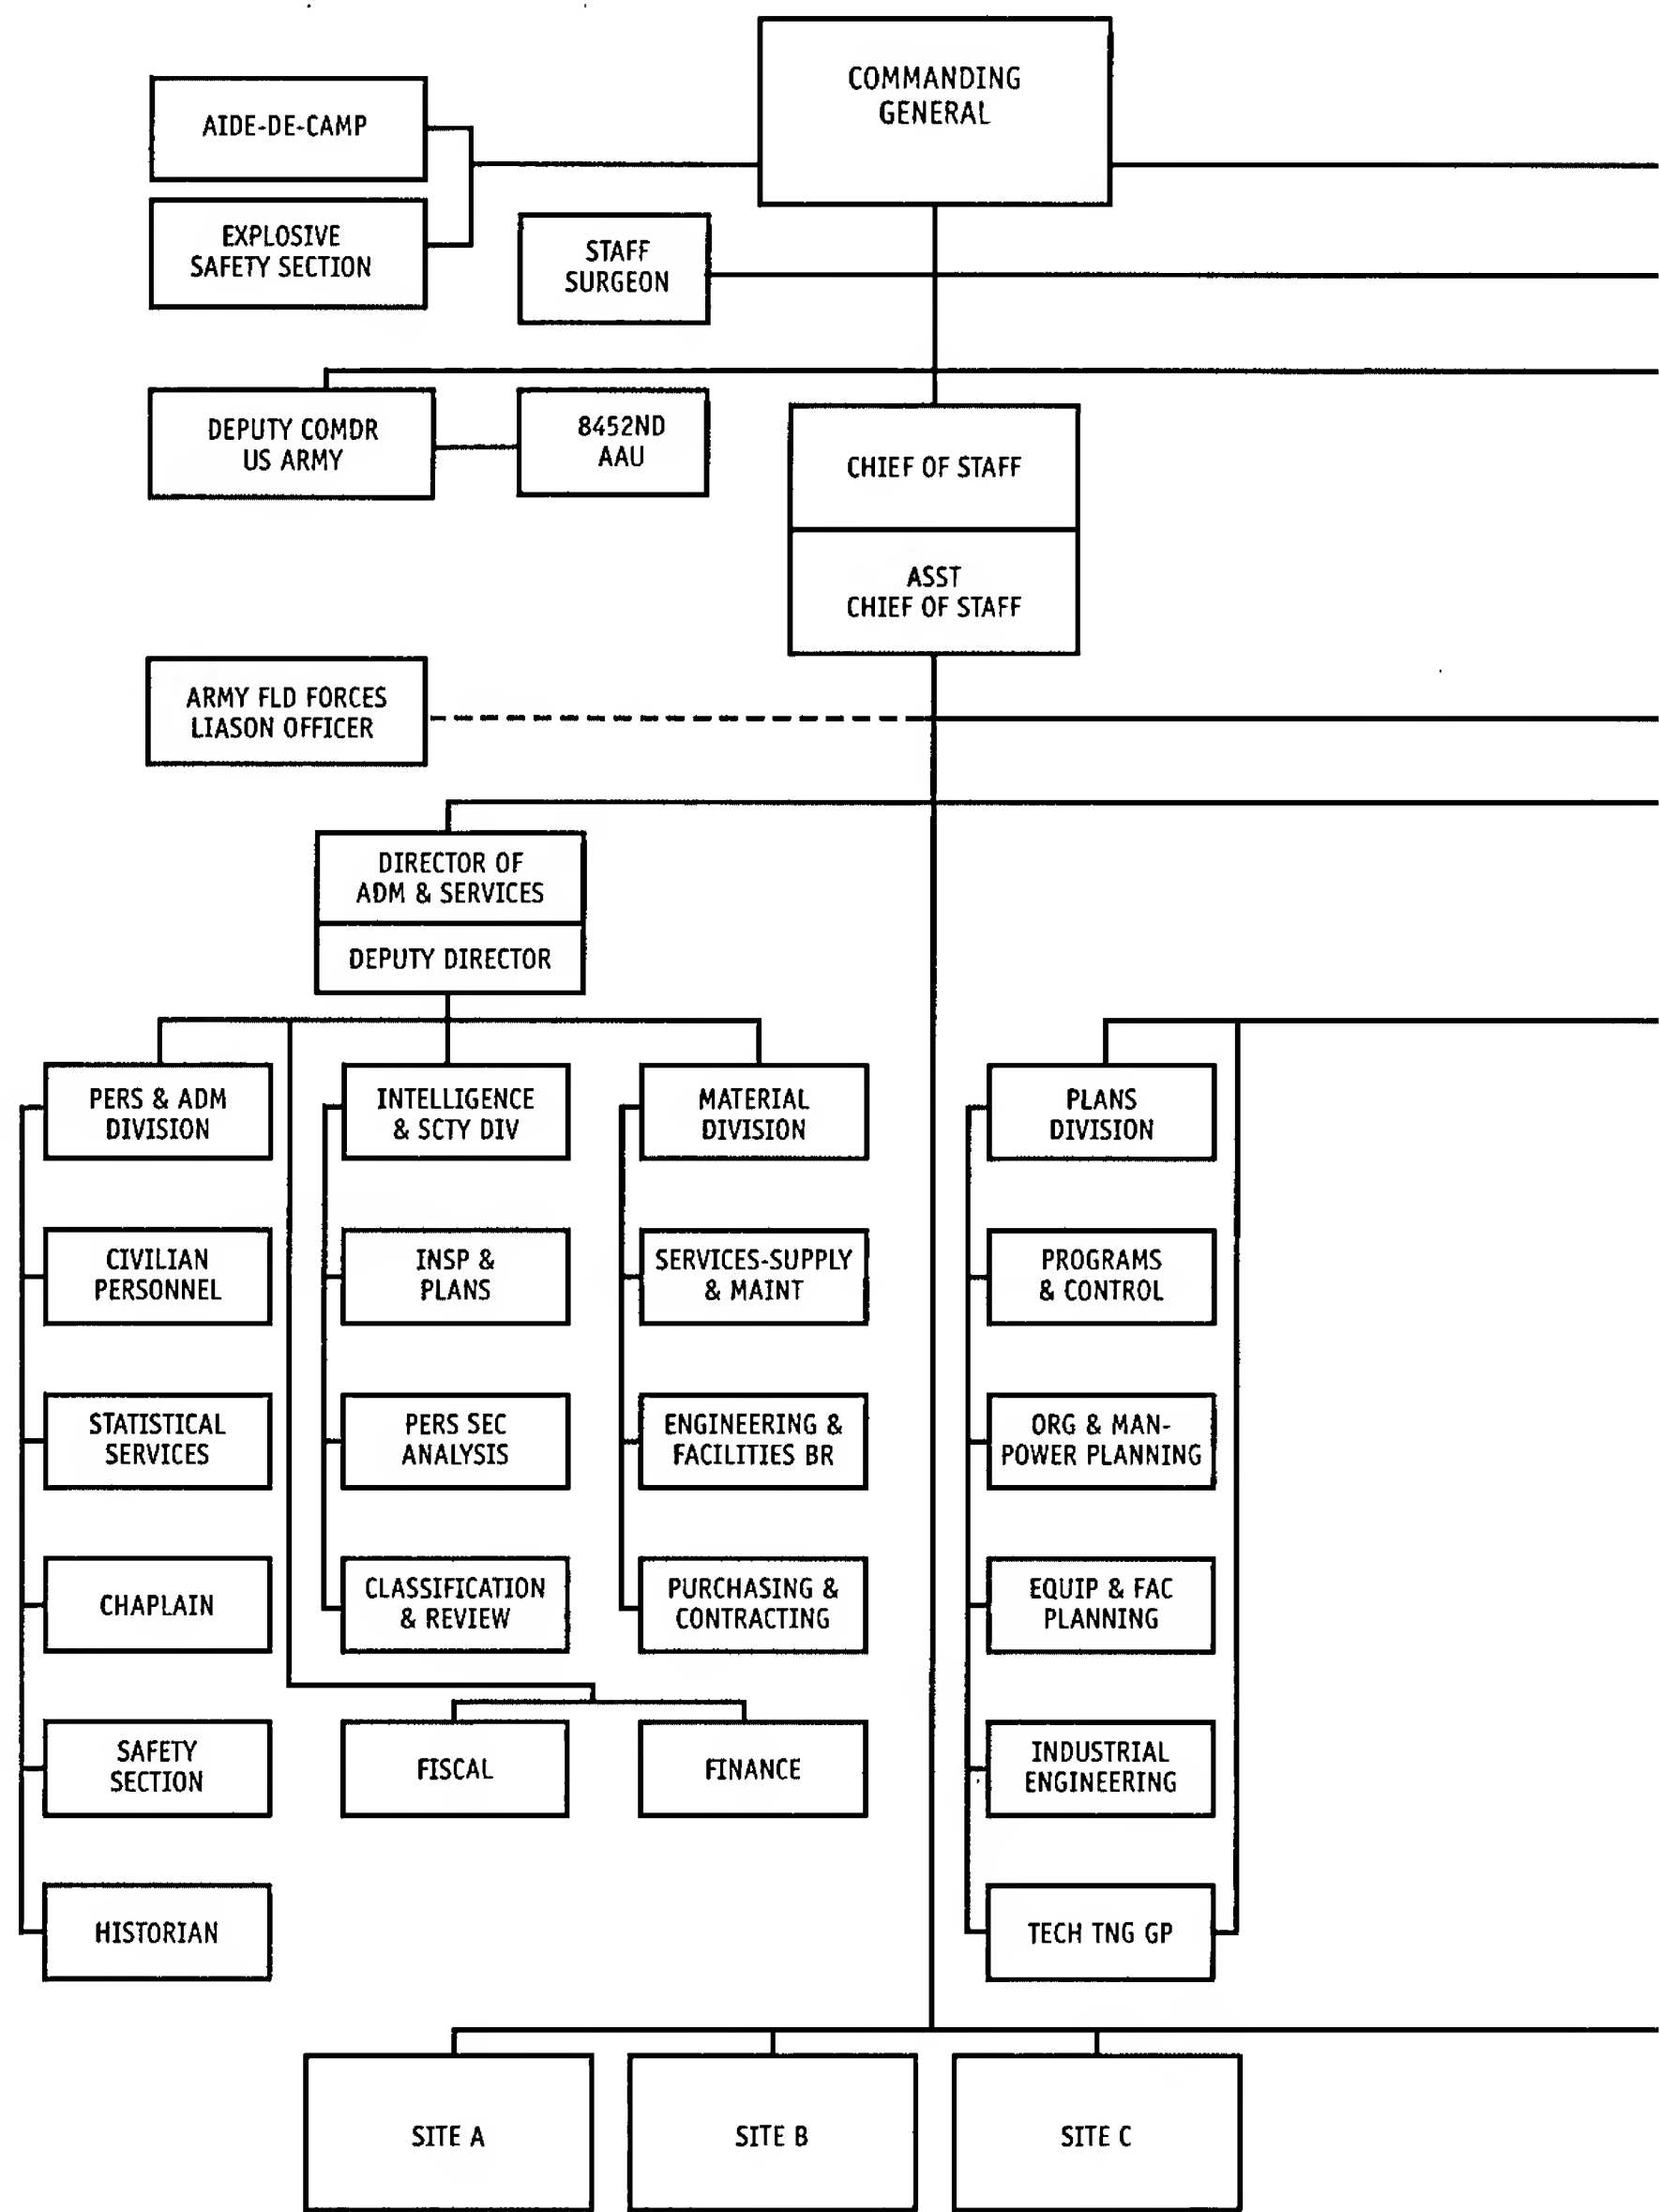 COMMANDING
GENERAL
AIDE-DE-CAMP
EXPLOSIVE
SAFETY SECTION
STAFF
SURGEON
DEPUTY COMDR
US ARMY
8452ND
AAU
CHIEF OF STAFF
ASST
CHIEF OF STAFF
ARMY FLD FORCES
LIASON OFFICER
DIRECTOR OF
ADM & SERVICES
DEPUTY DIRECTOR
PERS & ADM
DIVISION
INTELLIGENCE
& SCTY DIV
MATERIAL
DIVISION
PLANS
DIVISION
CIVILIAN
PERSONNEL
INSP &
PLANS
SERVICES-SUPPLY
& MAINT
PROGRAMS
& CONTROL
STATISTICAL
SERVICES
PERS SEC
ANALYSIS
ENGINEERING &
FACILITIES BR
ORG & MAN-
POWER PLANNING
CHAPLAIN
CLASSIFICATION
& REVIEW
PURCHASING &
CONTRACTING
EQUIP & FAC
PLANNING
SAFETY
SECTION
FISCAL
FINANCE
INDUSTRIAL
ENGINEERING
HISTORIAN
TECH TNG GP
SITE A
SITE B
SITE C